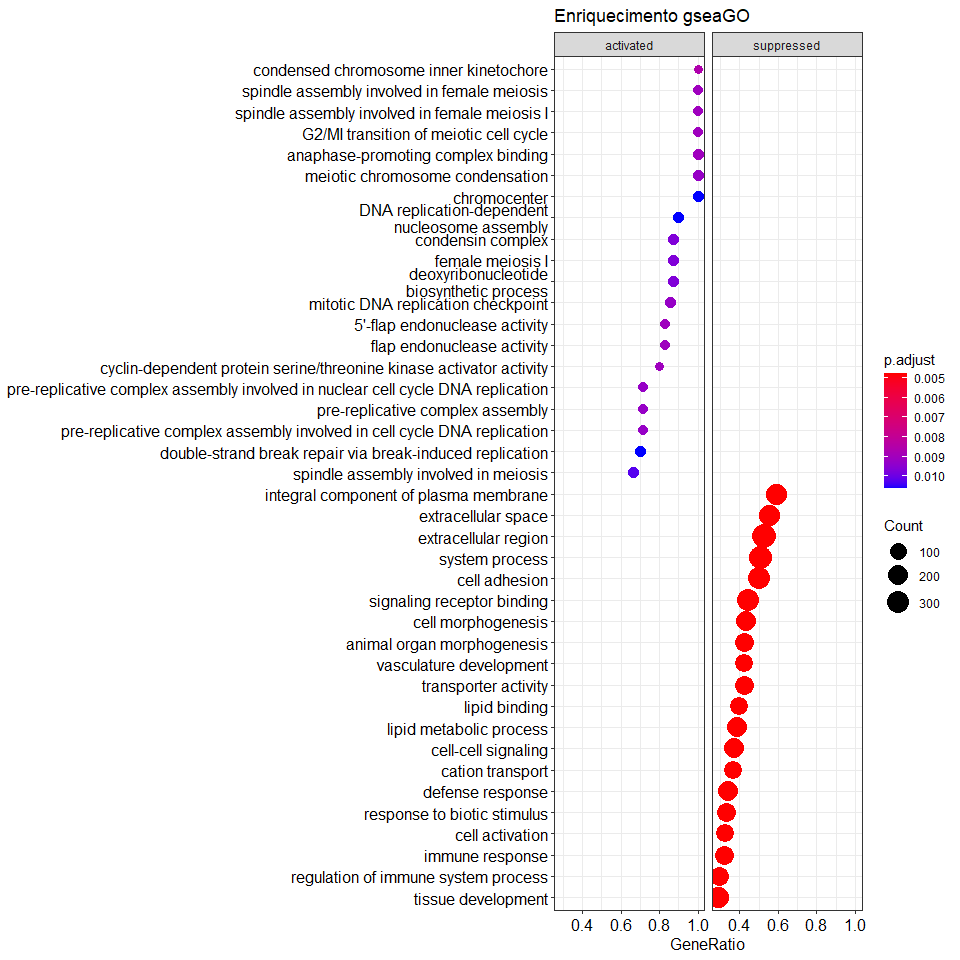 Enriquecimento gseaGO
activated
suppressed
condensed chromosome inner kinetochore
spindle assembly involved in female meiosis
spindle assembly involved in female meiosis I
G2/MI transition of meiotic cell cycle
anaphase-promoting complex binding
meiotic chromosome condensation
chromocenter
DNA replication-dependent
nucleosome assembly
condensin complex
female meiosis I
deoxyribonucleotide
biosynthetic process
mitotic DNA replication checkpoint
5'-flap endonuclease activity
flap endonuclease activity
cyclin-dependent protein serine/threonine kinase activator activity
pre-replicative complex assembly involved in nuclear cell cycle DNA replication
pre-replicative complex assembly
pre-replicative complex assembly involved in cell cycle DNA replication
double-strand break repair via break-induced replication
spindle assembly involved in meiosis
integral component of plasma membrane
extracellular space
extracellular region
system process
cell adhesion
signaling receptor binding
cell morphogenesis
animal organ morphogenesis
vasculature development
transporter activity
lipid binding
lipid metabolic process
cell-cell signaling
cation transport
defense response
response to biotic stimulus
cell activation
immune response
regulation of immune system process
tissue development
0.4 0.6 0.8 1.0
0.4 0.6 0.8 1.0
GeneRatio
p.adjust
0.005
0.006
0.007
0.008
0.009
0.010
Count
100
200
300